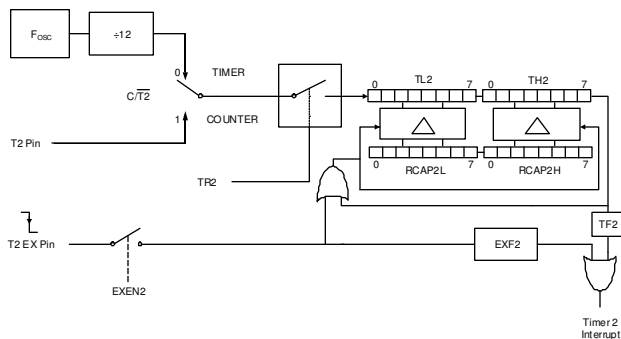 FOSC
÷12
0
TIMER
C/T2
1
COUNTER
T2 Pin
TR2
0
TL2
7
TH2
7
0
RCAP2L
7
0
RCAP2H
7
TF2
T2 EX Pin
EXEN2
EXF2
Timer 2
Interrupt